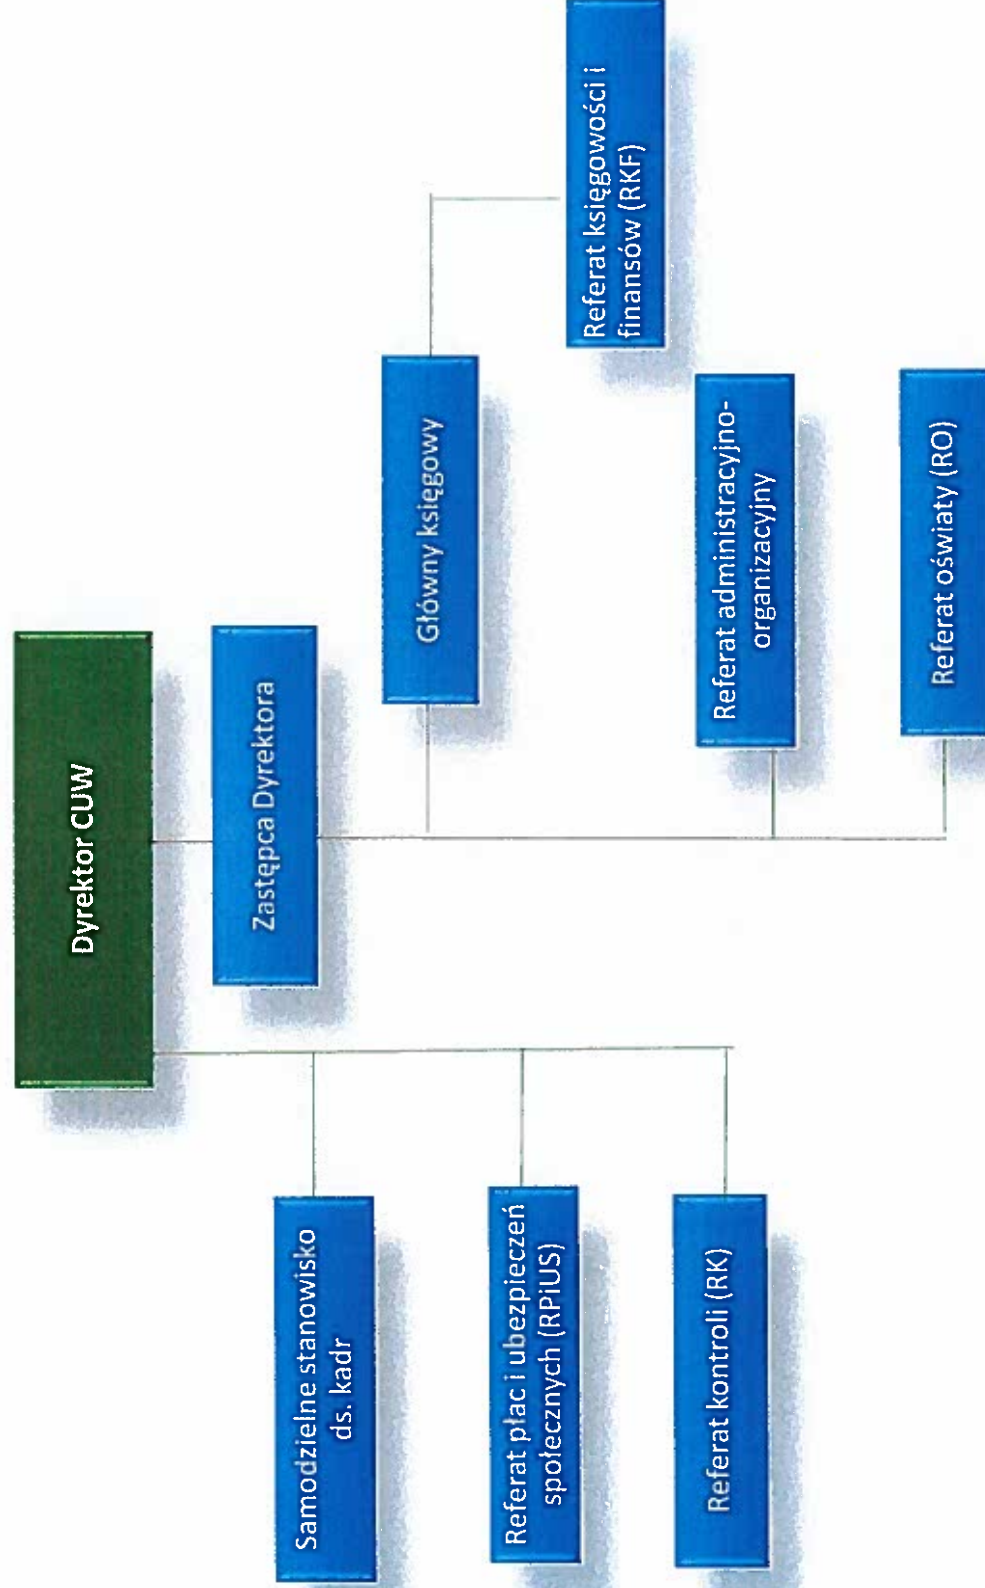 Dyrektor CUW
Zastępca Dyrektora
Samodzielne stanowisko
ds. kadr
Referat płac i ubezpieczeń
społecznych (RPiUS)
Referat kontroli (RK)
Główny księgowy
Referat księgowości i
finansów (RKF)
Referat administracyjno-
organizacyjny
Referat oświaty (RO)